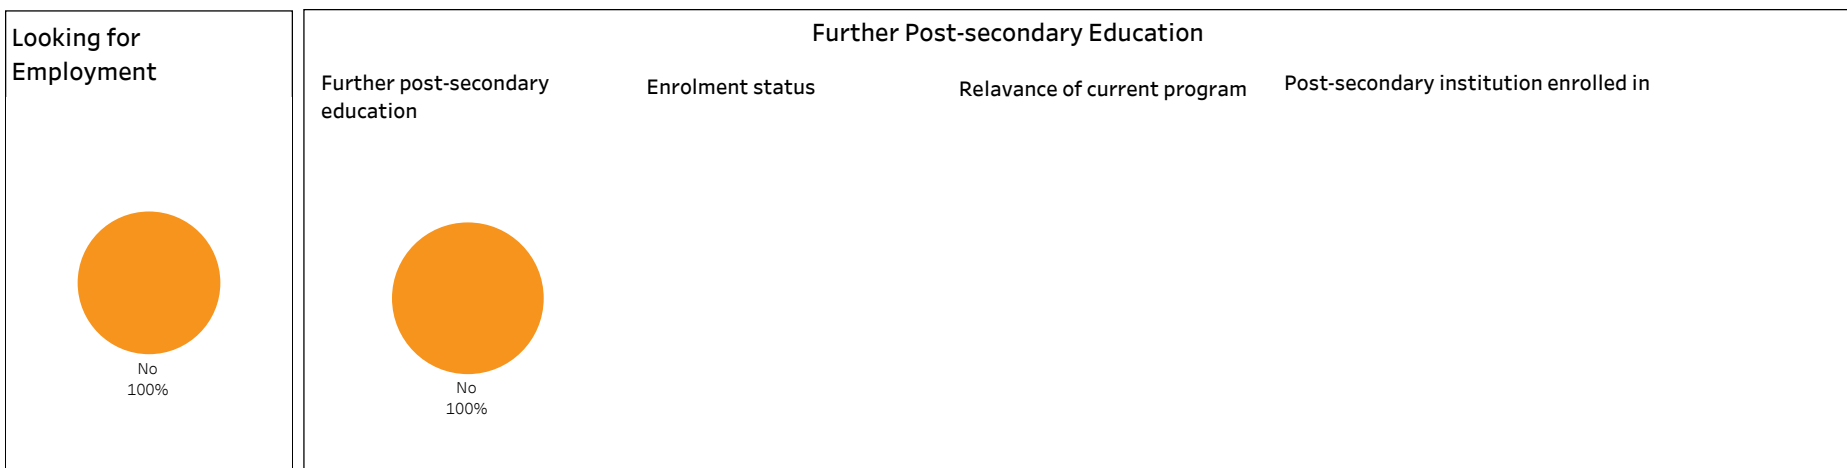 Looking for
Employment
No
100%
Further Post-secondary Education
Further post-secondary
education
No
100%
Enrolment status
Relavance of current program
Post-secondary institution enrolled in